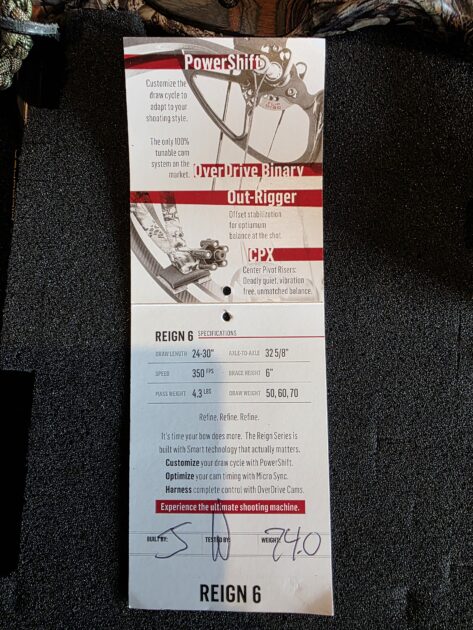 PowerShift
Customize the
draw cycle to
adapt to your
shooting style.
The only 100%
tunable cam
system on the
market.
OverDrive Binary
Out-Rigger
Offset stabilization
for optiumum
balance at the shot.
CPX
Center Pivot Risers:
Deadly quiet, vibration
free, unmatched balance.
REIGN 6 SPECIFICATIONS
DRAW LENGTH 24-30" AXLE-TO-AXLE 32 5/8"
SPEED 350 FPS BRACE HEIGHT 6"
MASS WEIGHT 4.3 LBS DRAW WEIGHT 50, 60, 70
Refine. Refine. Refine.
It's time your bow does more. The Reign Series is
built with Smart technology that actually matters.
Customize your draw cycle with PowerShift.
Optimize your cam timing with Micro Sync.
Harness complete control with OverDrive Cams.
Experience the ultimate shooting machine.
BUILT BY: TESTED BY: WEIGHT: 74.0
REIGN 6